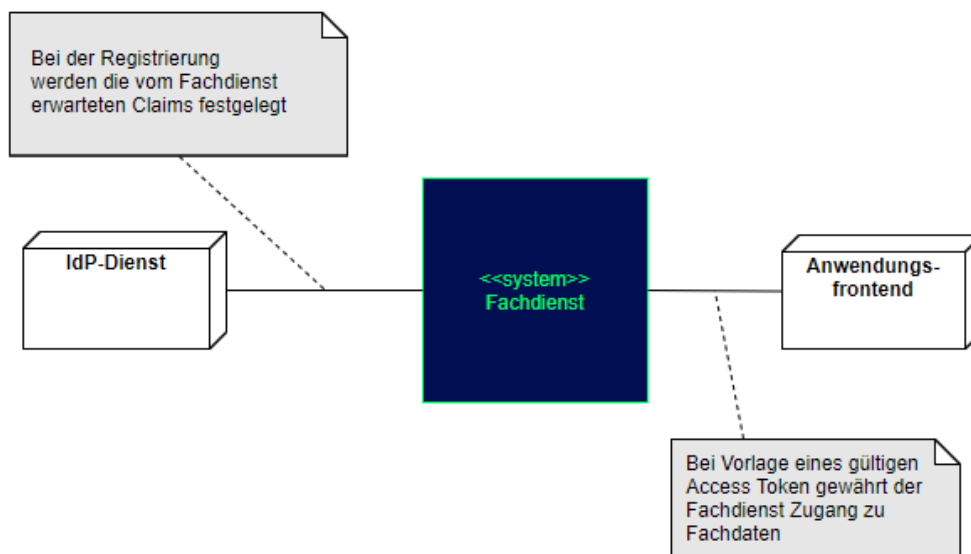 Bei der Registrierung
werden die vom Fachdienst
erwarteten Claims festgelegt
IdP-Dienst
<<system>>
Fachdienst
Anwendungs-
frontend
Bei Vorlage eines gültigen
Access Token gewährt der
Fachdienst Zugang zu
Fachdaten